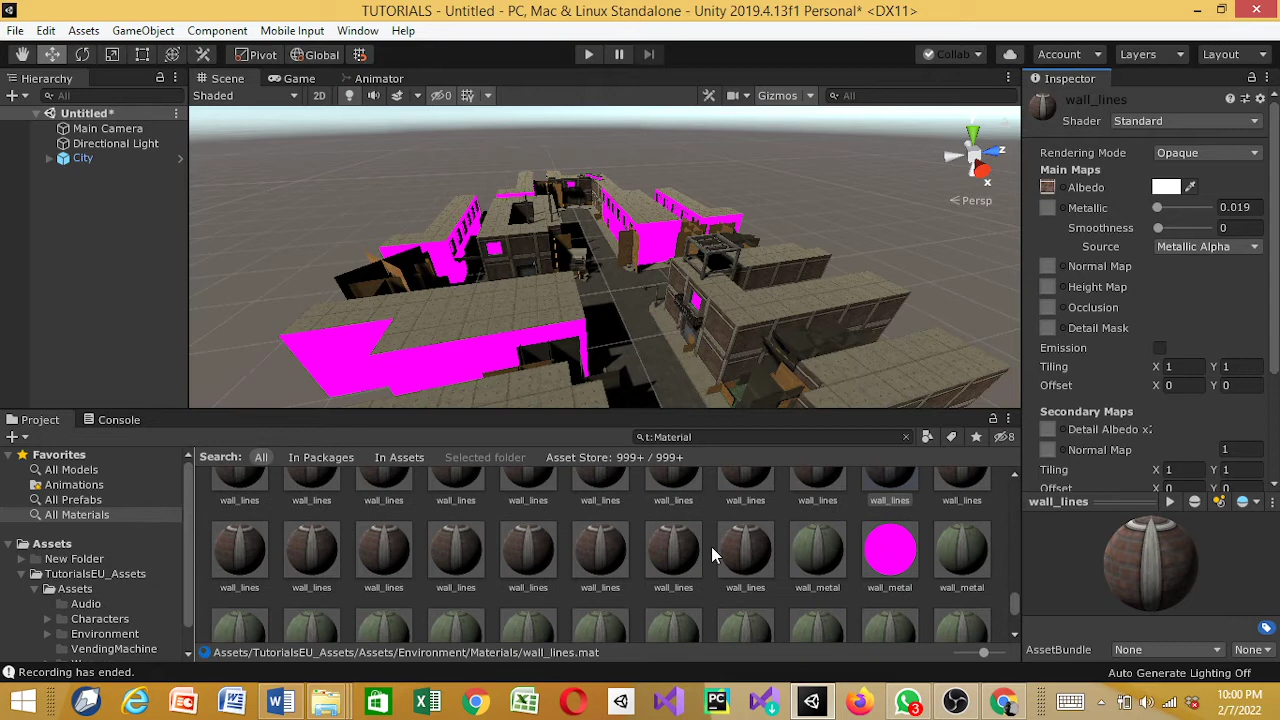 TUTORIALS - Untitled - PC, Mac & Linux Standalone - Unity 2019.4.13f1 Personal* <DX11>
File Edit Assets GameObject Component Mobile Input Window Help
Pivot Global Collab Account Layers Layout
Hierarchy Scene Game Animator Inspector
All Shaded 2D 0 Gizmos All
wall_lines
Shader Standard
Untitled*
Main Camera
Directional Light
City
y
z
x
Persp
Rendering Mode Opaque
Main Maps
Albedo
Metallic 0.019
Smoothness 0
Source Metallic Alpha
Normal Map
Height Map
Occlusion
Detail Mask
Emission
Tiling X 1 Y 1
Offset X 0 Y 0
Secondary Maps
Detail Albedo x2
Normal Map 1
Tiling X 1 Y 1
Offset X 0 Y 0
Project Console
t:Material 8
Favorites
All Models
Animations
All Prefabs
All Materials
Assets
New Folder
TutorialsEU_Assets
Assets
Audio
Characters
Environment
VendingMachine
Search: All In Packages In Assets Selected folder Asset Store: 999+ / 999+
wall_lines wall_lines wall_lines wall_lines wall_lines wall_lines wall_lines wall_lines wall_lines wall_lines wall_lines
wall_lines wall_lines wall_lines wall_lines wall_lines wall_lines wall_lines wall_lines wall_metal wall_metal wall_metal
Assets/TutorialsEU_Assets/Assets/Environment/Materials/wall_lines.mat
wall_lines
AssetBundle None None
Recording has ended. Auto Generate Lighting Off
3
10:00 PM
2/7/2022